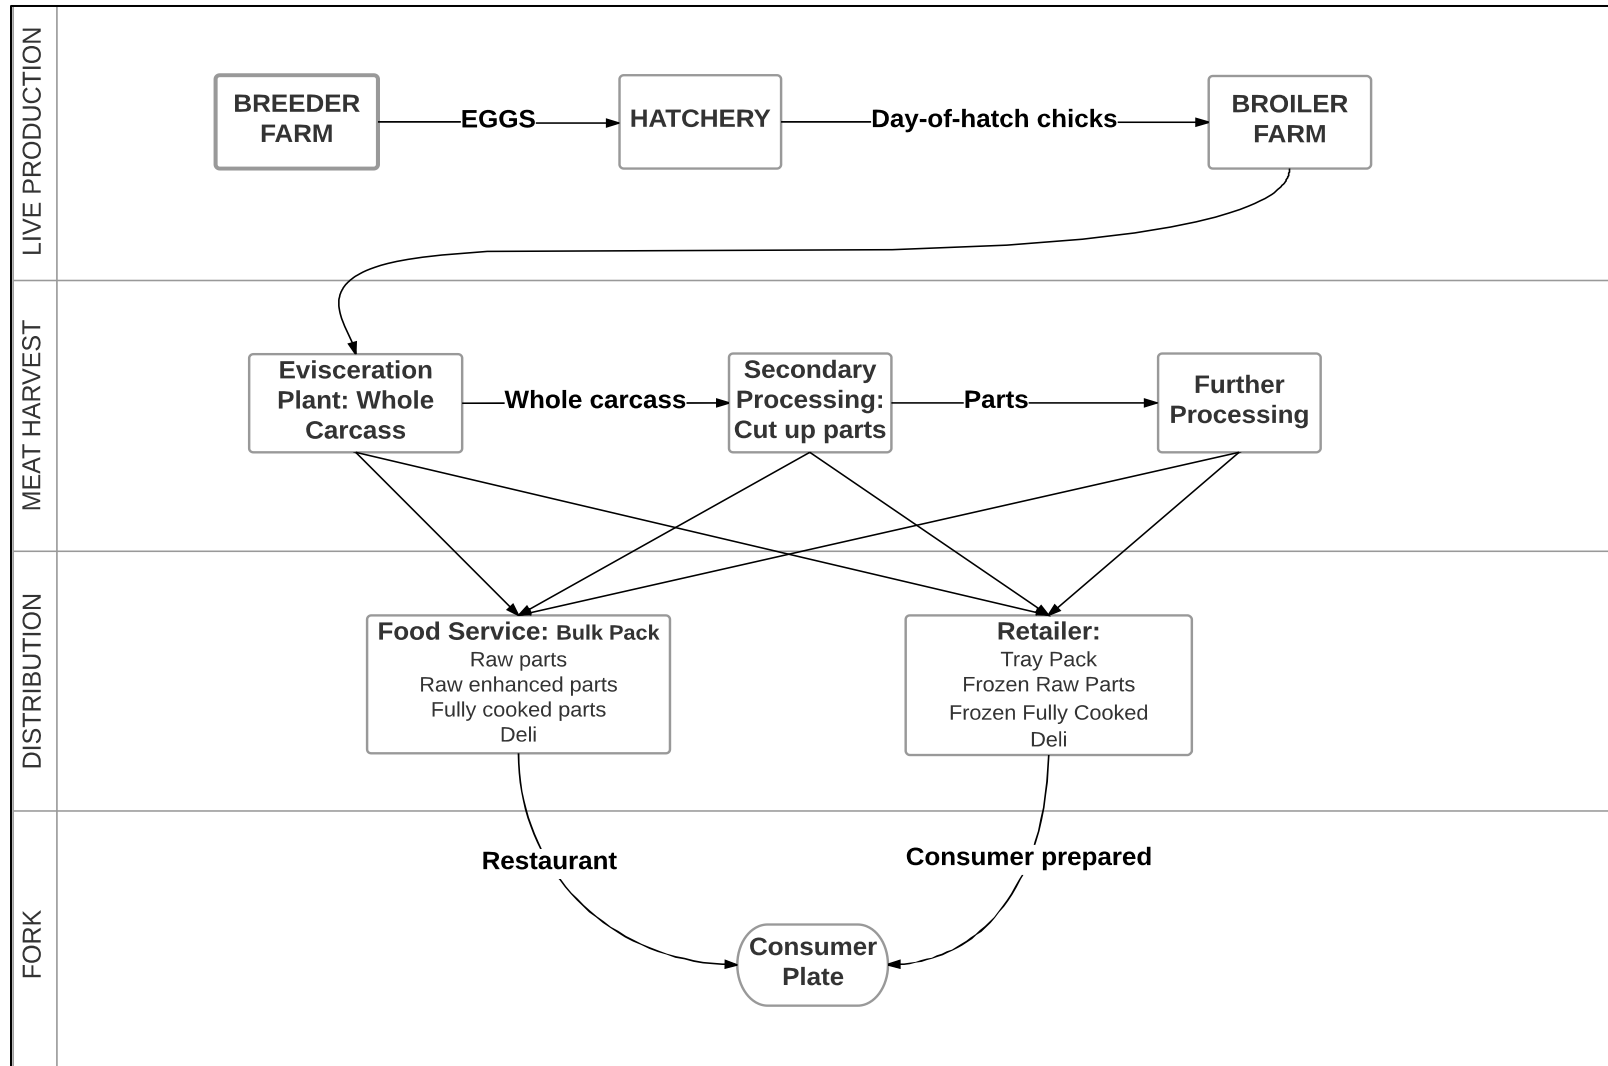 LIVE PRODUCTION
BREEDER
FARM
EGGS
HATCHERY
Day-of-hatch chicks
BROILER
FARM
MEAT HARVEST
Evisceration
Plant: Whole
Carcass
Whole carcass
Secondary
Processing:
Cut up parts
Parts
Further
Processing
DISTRIBUTION
Food Service: Bulk Pack
Raw parts
Raw enhanced parts
Fully cooked parts
Deli
Retailer:
Tray Pack
Frozen Raw Parts
Frozen Fully Cooked
Deli
FORK
Restaurant
Consumer prepared
Consumer
Plate